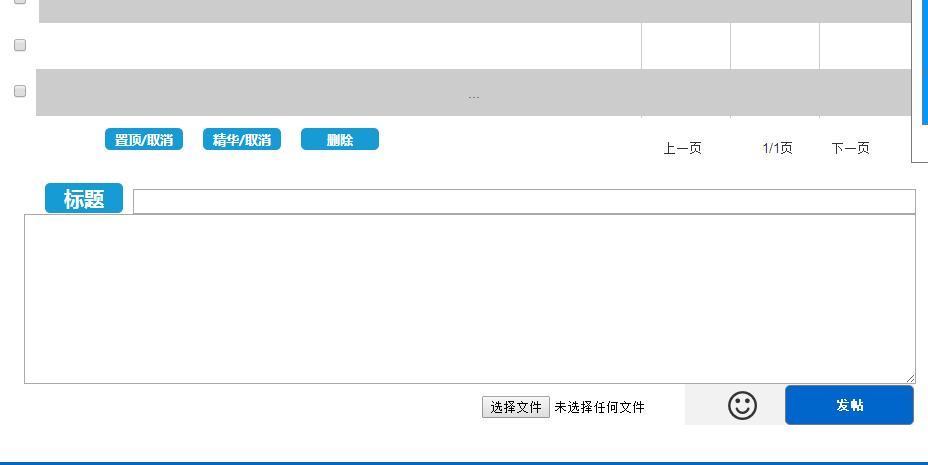 ...
置顶/取消 精华/取消 删除
上一页 1/1页 下一页
标题
选择文件 未选择任何文件
发帖